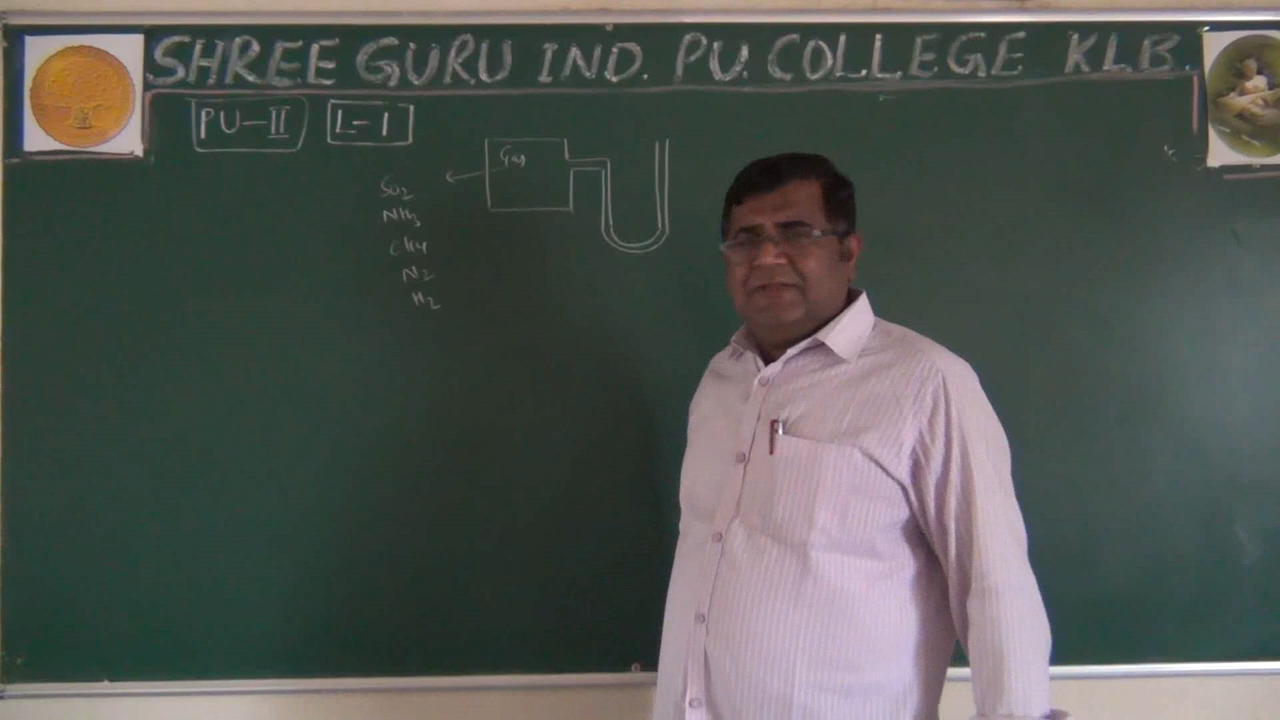 SHREE GURU IND. PU. COLLEGE KLB.
PU-II L-1
Gas
SO2
NH3
CH4
N2
H2